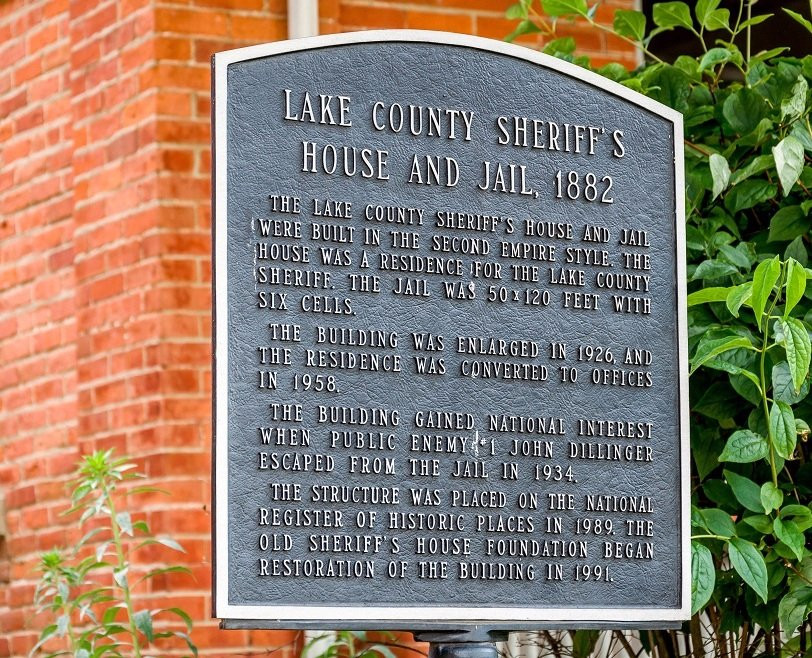 LAKE COUNTY SHERIFF'S
HOUSE AND JAIL, 1882
THE LAKE COUNTY SHERIFF'S HOUSE AND JAIL
WERE BUILT IN THE SECOND EMPIRE STYLE. THE
HOUSE WAS A RESIDENCE FOR THE LAKE COUNTY
SHERIFF. THE JAIL WAS 50x120 FEET WITH
SIX CELLS.
THE BUILDING WAS ENLARGED IN 1926, AND
THE RESIDENCE WAS CONVERTED TO OFFICES
IN 1958.
THE BUILDING GAINED NATIONAL INTEREST
WHEN PUBLIC ENEMY #1 JOHN DILLINGER
ESCAPED FROM THE JAIL IN 1934.
THE STRUCTURE WAS PLACED ON THE NATIONAL
REGISTER OF HISTORIC PLACES IN 1989. THE
OLD SHERIFF'S HOUSE FOUNDATION BEGAN
RESTORATION OF THE BUILDING IN 1991.